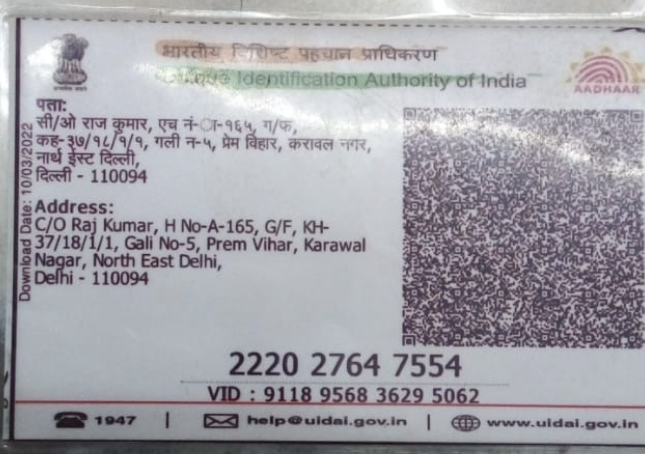 भारतीय विशिष्ट पहचान प्राधिकरण
Identification Authority of India
AADHAAR
पता:
सी/ओ राज कुमार, एच नं-ा-१६५, ग/फ,
कह-३७/१८/१/१, गली न-५, प्रेम विहार, करावल नगर,
नार्थ ईस्ट दिल्ली,
दिल्ली - 110094
Address:
C/O Raj Kumar, H No-A-165, G/F, KH-
37/18/1/1, Gali No-5, Prem Vihar, Karawal
Nagar, North East Delhi,
Delhi - 110094
Download Date: 10/03/2022
2220 2764 7554
VID : 9118 9568 3629 5062
1947 | help@uidai.gov.in | www.uidai.gov.in